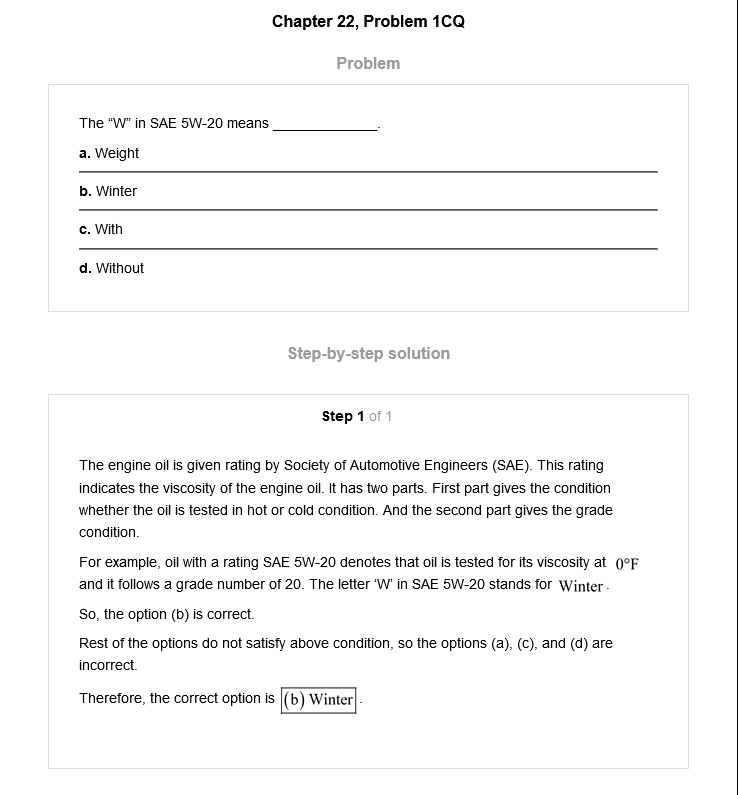 Chapter 22, Problem 1CQ
Problem
The “W” in SAE 5W-20 means ______________.
a. Weight
b. Winter
c. With
d. Without
Step-by-step solution
Step 1 of 1
The engine oil is given rating by Society of Automotive Engineers (SAE). This rating
indicates the viscosity of the engine oil. It has two parts. First part gives the condition
whether the oil is tested in hot or cold condition. And the second part gives the grade
condition.
For example, oil with a rating SAE 5W-20 denotes that oil is tested for its viscosity at 0°F
and it follows a grade number of 20. The letter ‘W’ in SAE 5W-20 stands for Winter .
So, the option (b) is correct.
Rest of the options do not satisfy above condition, so the options (a), (c), and (d) are
incorrect.
Therefore, the correct option is (b) Winter .